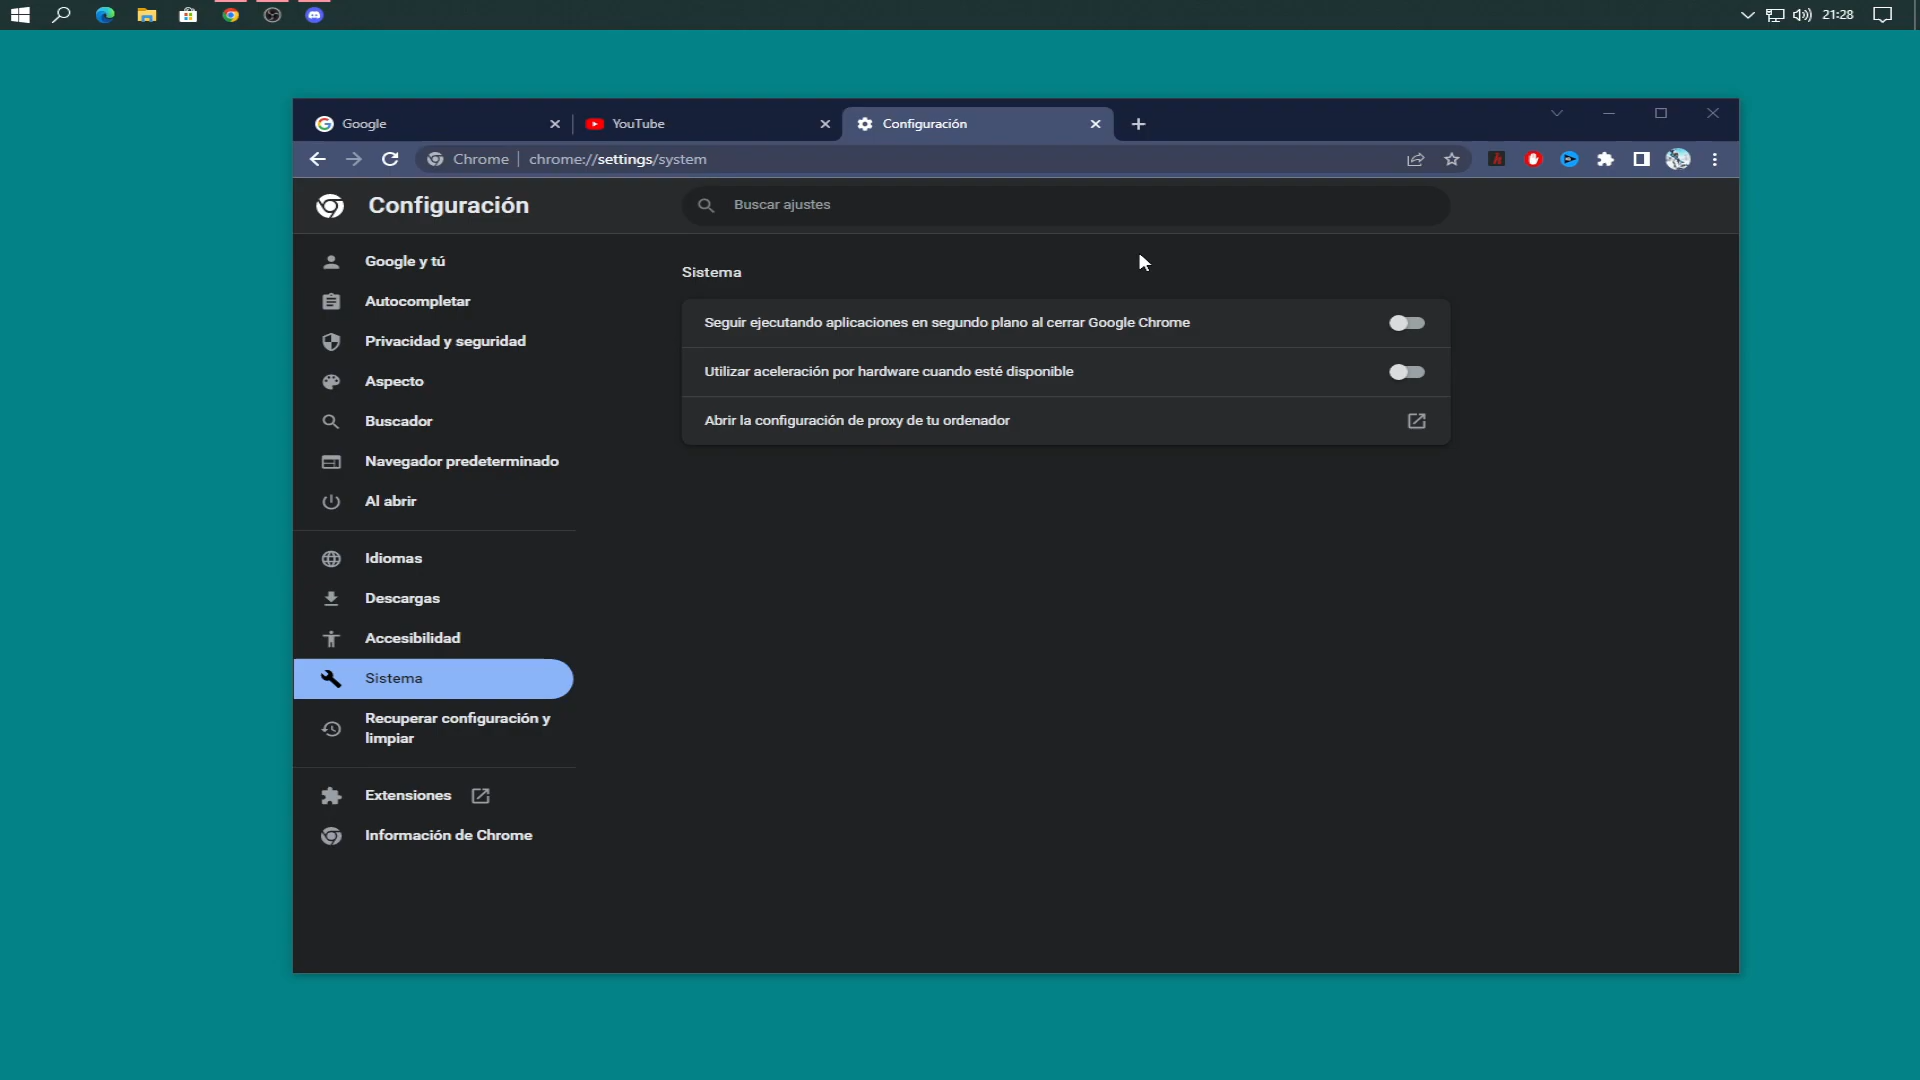 21:28
Google
YouTube
Configuración
Chrome
chrome://settings/system
Configuración
Buscar ajustes
Google y tú
Autocompletar
Privacidad y seguridad
Aspecto
Buscador
Navegador predeterminado
Al abrir
Idiomas
Descargas
Accesibilidad
Sistema
Recuperar configuración y
limpiar
Extensiones
Información de Chrome
Sistema
Seguir ejecutando aplicaciones en segundo plano al cerrar Google Chrome
Utilizar aceleración por hardware cuando esté disponible
Abrir la configuración de proxy de tu ordenador